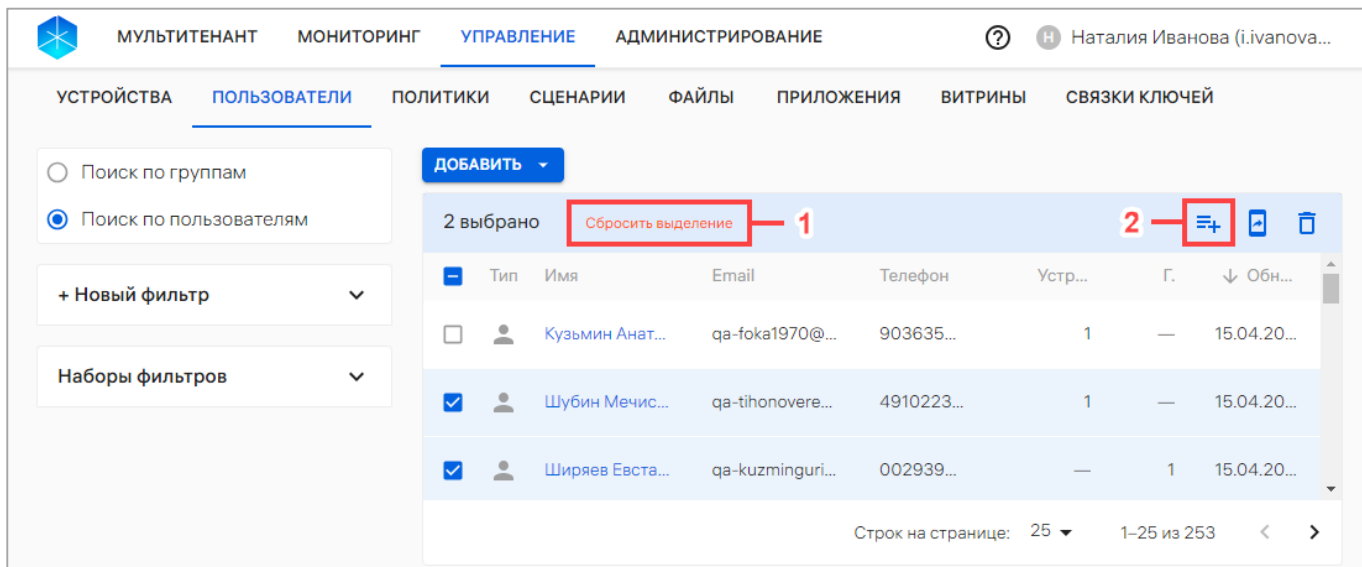 МУЛЬТИТЕНАНТ МОНИТОРИНГ УПРАВЛЕНИЕ АДМИНИСТРИРОВАНИЕ ? Н Наталия Иванова (i.ivanova...
УСТРОЙСТВА ПОЛЬЗОВАТЕЛИ ПОЛИТИКИ СЦЕНАРИИ ФАЙЛЫ ПРИЛОЖЕНИЯ ВИТРИНЫ СВЯЗКИ КЛЮЧЕЙ
Поиск по группам
Поиск по пользователям
+ Новый фильтр
Наборы фильтров
ДОБАВИТЬ
2 выбрано Сбросить выделение 1 2
Тип Имя Email Телефон Устр... Г. Обн...
Кузьмин Анат... qa-foka1970@... 903635... 1 — 15.04.20...
Шубин Мечис... qa-tihonovere... 4910223... 1 — 15.04.20...
Ширяев Евста... qa-kuzminguri... 002939... — 1 15.04.20...
Строк на странице: 25 1–25 из 253